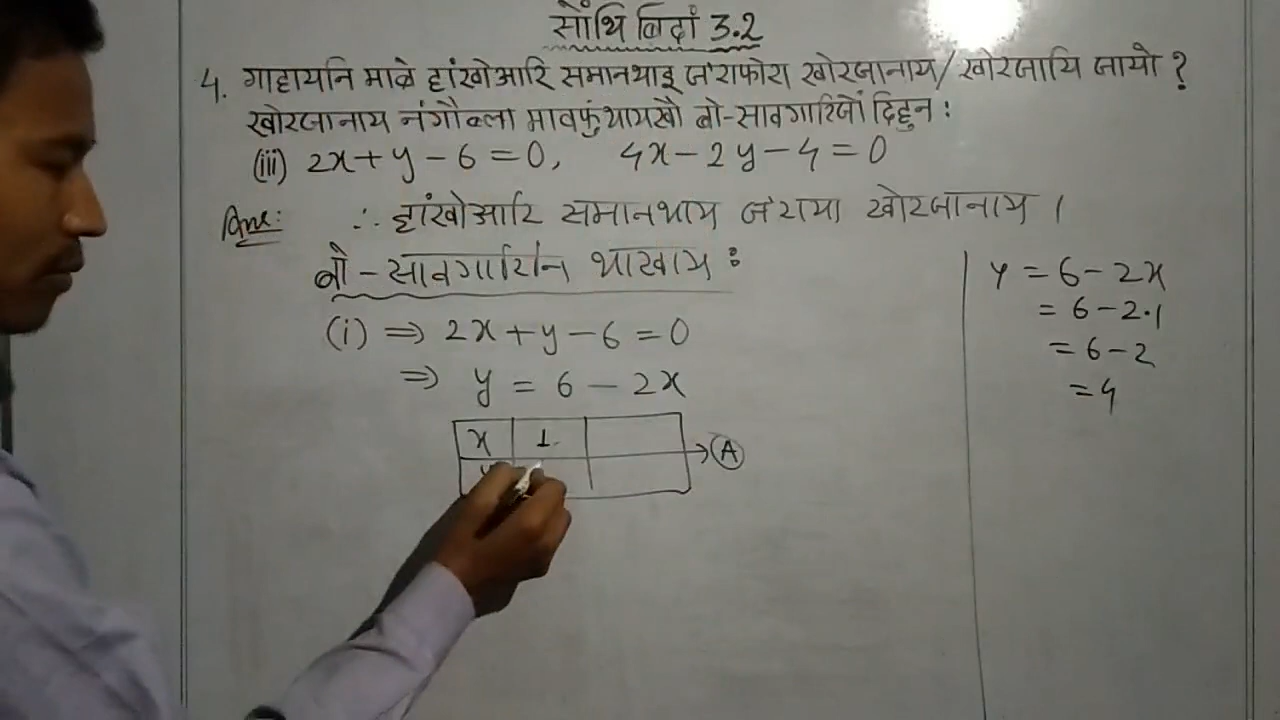 सोंथि बिदां 3.2
4. गाहायनि माब्रे हांखोआरि समानथाइ ज'राफोरा खोरजानाय/खोरजायि जायो ?
खोरजानाय नंगौब्ला मावफुंथायखौ बो-सावगारिजों दिहुन :
(iii) 2x + y - 6 = 0, 4x - 2y - 4 = 0
Ans: ∴ हांखोआरि समानथाय ज'राया खोरजानाय ।
बो - सावगारिनि थाखाय :
(i) ⇒ 2x + y - 6 = 0
⇒ y = 6 - 2x
x 1 → (A)
y
y = 6 - 2x
= 6 - 2·1
= 6 - 2
= 4